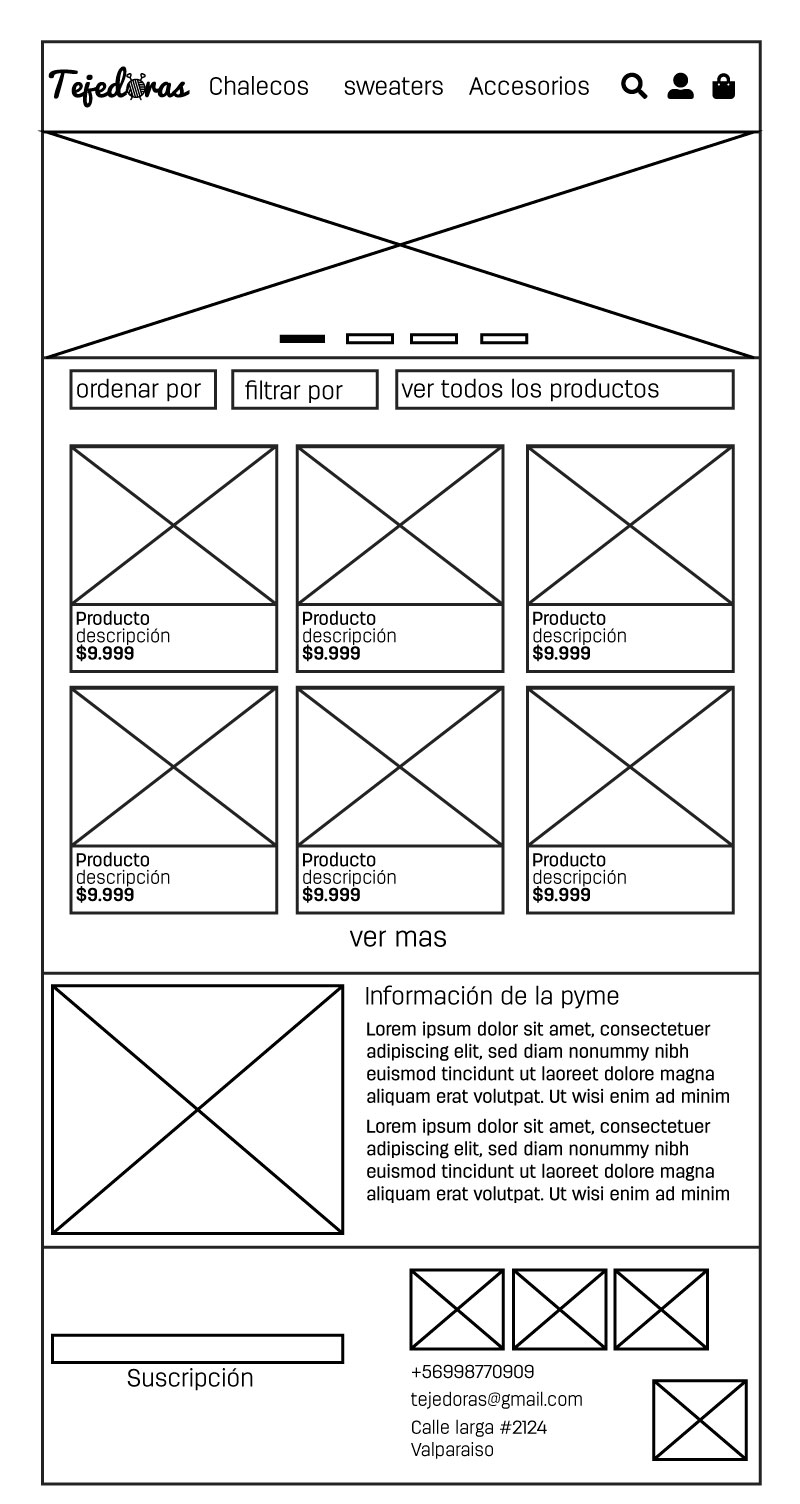 Tejedoras Chalecos sweaters Accesorios
ordenar por filtrar por ver todos los productos
Producto
descripción
$9.999
Producto
descripción
$9.999
Producto
descripción
$9.999
Producto
descripción
$9.999
Producto
descripción
$9.999
Producto
descripción
$9.999
ver mas
Información de la pyme
Lorem ipsum dolor sit amet, consectetuer
adipiscing elit, sed diam nonummy nibh
euismod tincidunt ut laoreet dolore magna
aliquam erat volutpat. Ut wisi enim ad minim
Lorem ipsum dolor sit amet, consectetuer
adipiscing elit, sed diam nonummy nibh
euismod tincidunt ut laoreet dolore magna
aliquam erat volutpat. Ut wisi enim ad minim
Suscripción
+56998770909
tejedoras@gmail.com
Calle larga #2124
Valparaiso